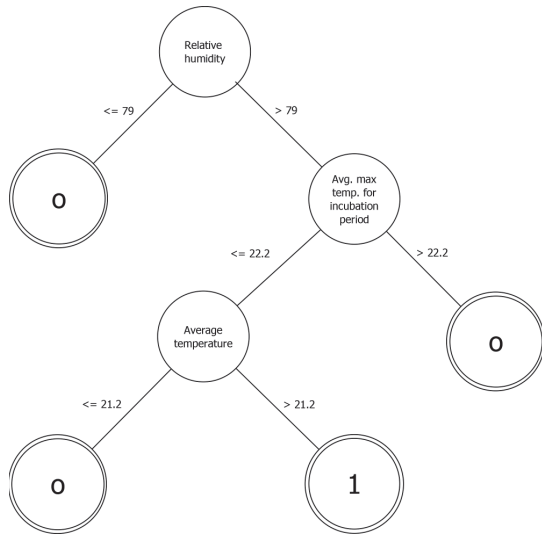 Relative
humidity
<= 79
> 79
o
Avg. max
temp. for
incubation
period
<= 22.2
> 22.2
Average
temperature
o
<= 21.2
> 21.2
o
1